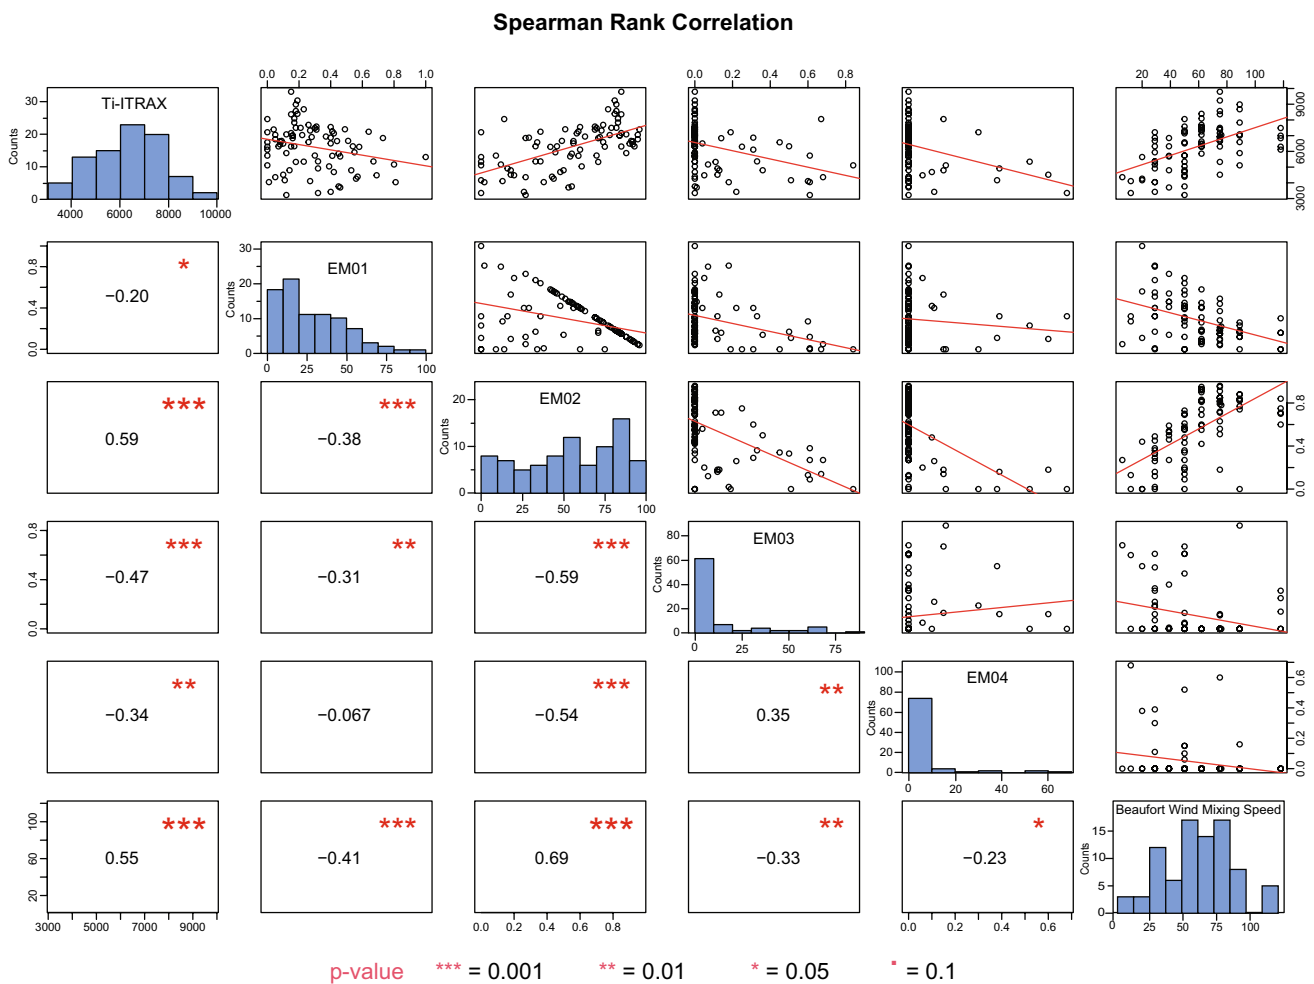 Spearman Rank Correlation
0.0 0.2 0.4 0.6 0.8 1.0
0.0 0.2 0.4 0.6 0.8
20 40 60 80 100
Ti-ITRAX
Counts
30
20
10
0
4000 6000 8000 10000
9000
6000
3000
0.8
0.4
0.0
*
−0.20
EM01
Counts
30
20
10
0
0 25 50 75 100
***
0.59
***
−0.38
EM02
Counts
20
10
0
0 25 50 75 100
0.8
0.4
0.0
0.8
0.4
0.0
***
−0.47
**
−0.31
***
−0.59
EM03
Counts
80
60
40
20
0
0 25 50 75
**
−0.34
−0.067
***
−0.54
**
0.35
EM04
Counts
100
80
60
40
20
0
0 20 40 60
0.6
0.4
0.2
0.0
100
60
20
***
0.55
***
−0.41
***
0.69
**
−0.33
*
−0.23
Beaufort Wind Mixing Speed
Counts
15
10
5
0
0 25 50 75 100
3000 5000 7000 9000
0.0 0.2 0.4 0.6 0.8
0.0 0.2 0.4 0.6
p-value *** = 0.001 ** = 0.01 * = 0.05 ▪ = 0.1